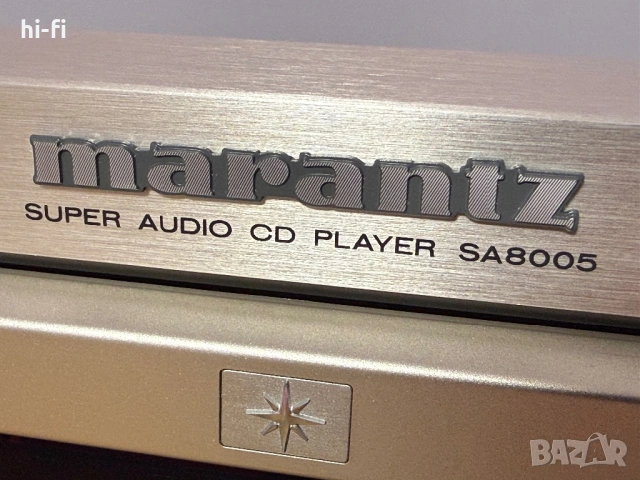 hi-fi
marantz
SUPER AUDIO CD PLAYER SA8005
BAZAR